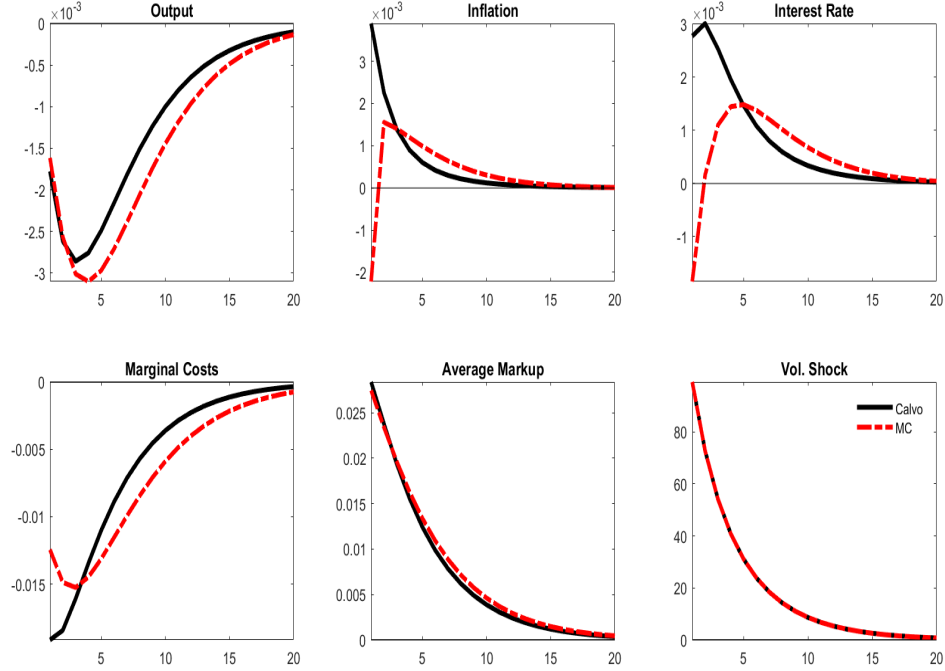 Output
Inflation
Interest Rate
×10⁻³
×10⁻³
×10⁻³
0
-0.5
-1
-1.5
-2
-2.5
-3
5 10 15 20
3
2
1
0
-1
-2
5 10 15 20
3
2
1
0
-1
5 10 15 20
Marginal Costs
Average Markup
Vol. Shock
0
-0.005
-0.01
-0.015
5 10 15 20
0.025
0.02
0.015
0.01
0.005
0
5 10 15 20
80
60
40
20
0
5 10 15 20
Calvo
MC